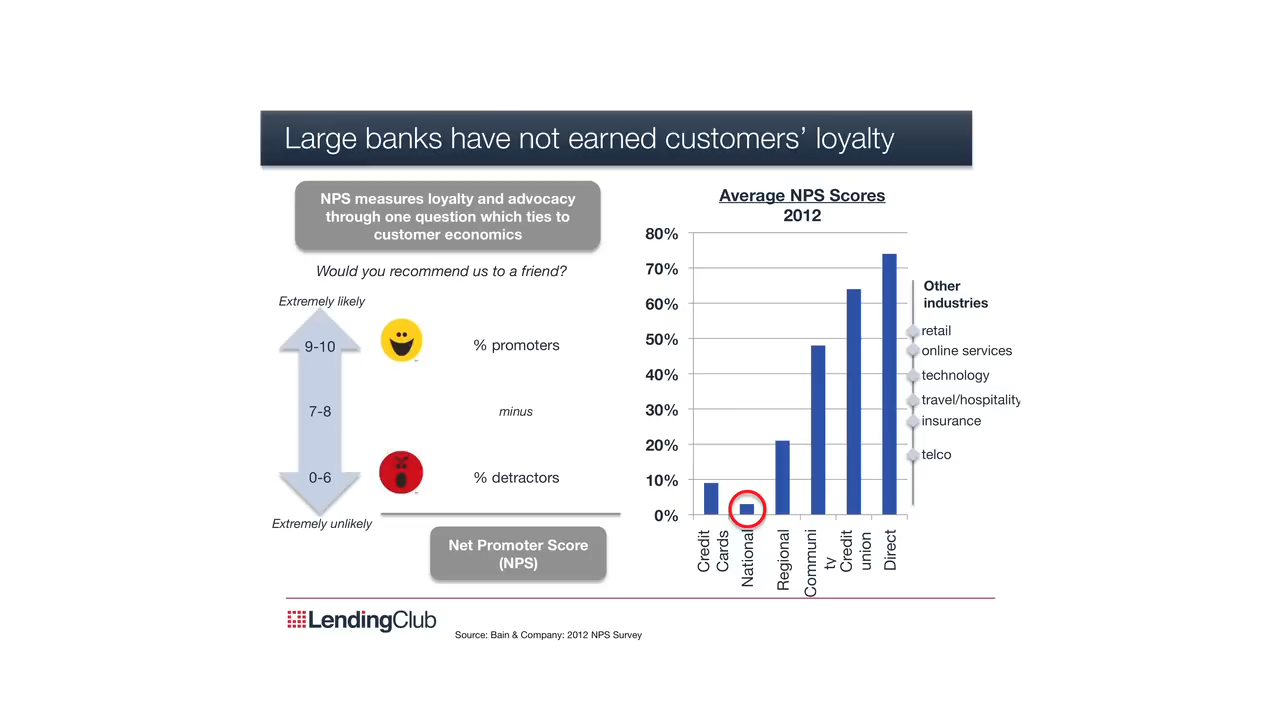 Large banks have not earned customers’ loyalty
NPS measures loyalty and advocacy
through one question which ties to
customer economics
Would you recommend us to a friend?
Extremely likely
9-10
% promoters
7-8
minus
0-6
% detractors
Extremely unlikely
Net Promoter Score
(NPS)
Average NPS Scores
2012
80%
70%
60%
50%
40%
30%
20%
10%
0%
Credit
Cards
National
Regional
Communi
ty
Credit
union
Direct
Other
industries
retail
online services
technology
travel/hospitality
insurance
telco
LendingClub
Source: Bain & Company: 2012 NPS Survey